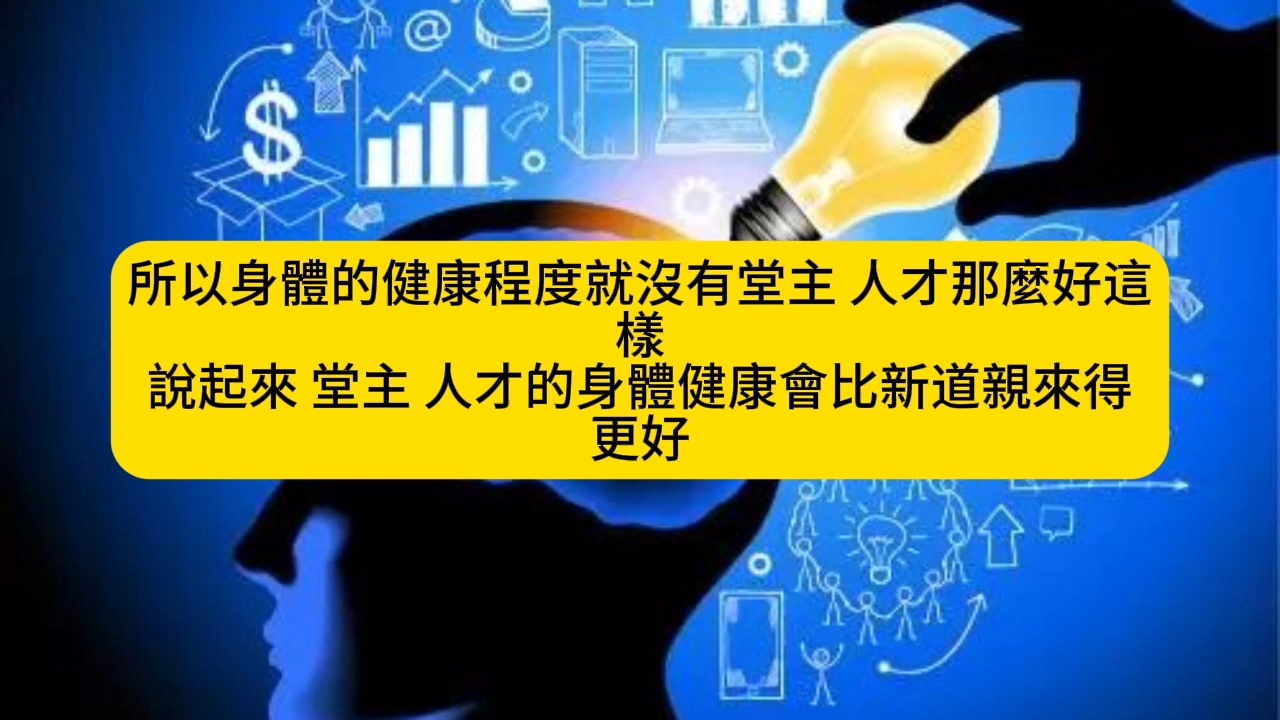 @
$
所以身體的健康程度就沒有堂主 人才那麼好這
樣
說起來 堂主 人才的身體健康會比新道親來得
更好